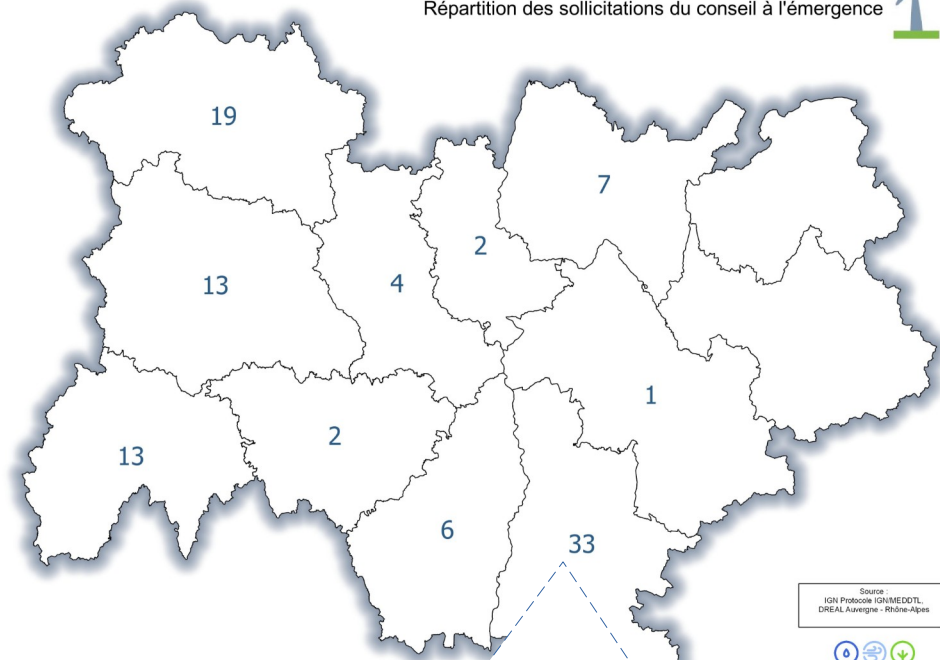 Répartition des sollicitations du conseil à l'émergence
19
7
2
13
4
1
2
13
6
33
Source :
IGN Protocole IGN/MEDDTL,
DREAL Auvergne - Rhône-Alpes